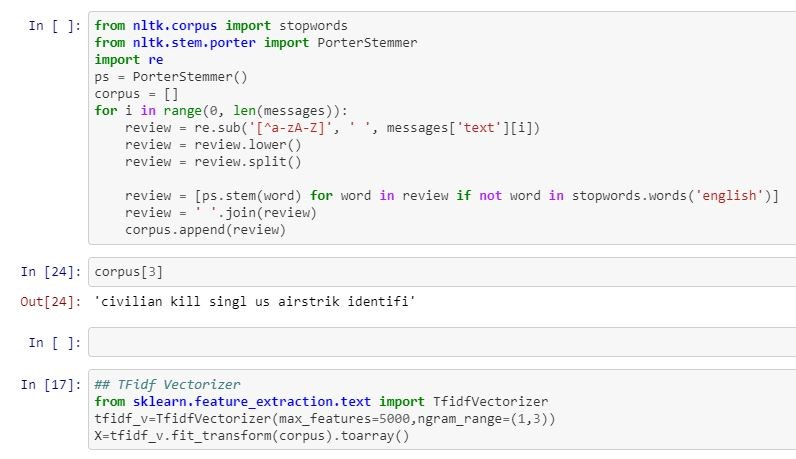 In [ ]: from nltk.corpus import stopwords
from nltk.stem.porter import PorterStemmer
import re
ps = PorterStemmer()
corpus = []
for i in range(0, len(messages)):
    review = re.sub('[^a-zA-Z]', ' ', messages['text'][i])
    review = review.lower()
    review = review.split()

    review = [ps.stem(word) for word in review if not word in stopwords.words('english')]
    review = ' '.join(review)
    corpus.append(review)
In [24]: corpus[3]
Out[24]: 'civilian kill singl us airstrik identifi'
In [ ]:
In [17]: ## TFidf Vectorizer
from sklearn.feature_extraction.text import TfidfVectorizer
tfidf_v=TfidfVectorizer(max_features=5000,ngram_range=(1,3))
X=tfidf_v.fit_transform(corpus).toarray()